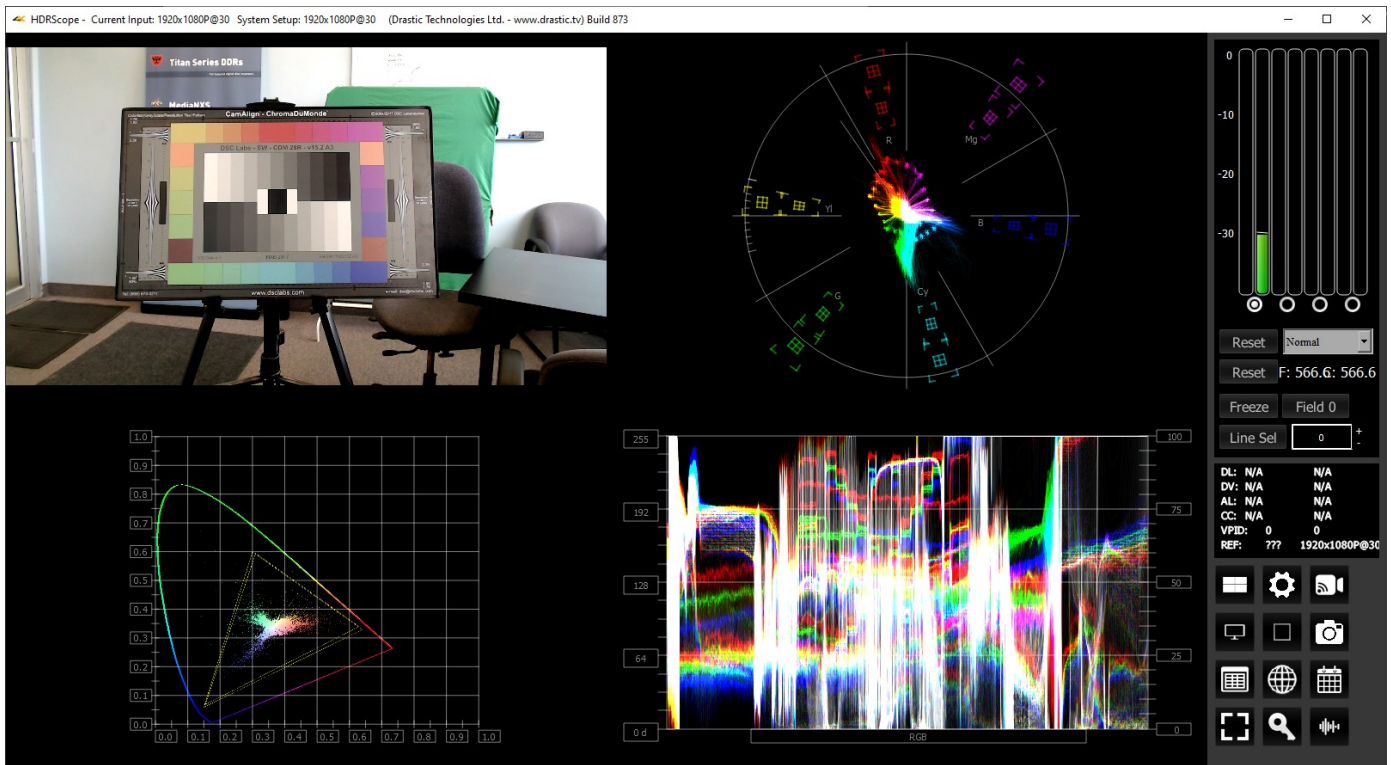 HDRScope - Current Input: 1920x1080P@30 System Setup: 1920x1080P@30 (Drastic Technologies Ltd. - www.drastic.tv) Build 873
Titan Series DDRs
MediaNXS
CamAlign - ChromaDuMonde
DSC Labs - SW - CDM 28R - v15.2 A3
www.dsclabs.com
R
Mg
Yl
B
G
Cy
1.0
0.9
0.8
0.7
0.6
0.5
0.4
0.3
0.2
0.1
0.0
0.0 0.1 0.2 0.3 0.4 0.5 0.6 0.7 0.8 0.9 1.0
255 100
192 75
128 50
64 25
0 d 0
RGB
0
-10
-20
-30
Reset Normal
Reset F: 566.6 : 566.6
Freeze Field 0
Line Sel 0 + -
DL: N/A N/A
DV: N/A N/A
AL: N/A N/A
CC: N/A N/A
VPID: 0 0
REF: ??? 1920x1080P@30